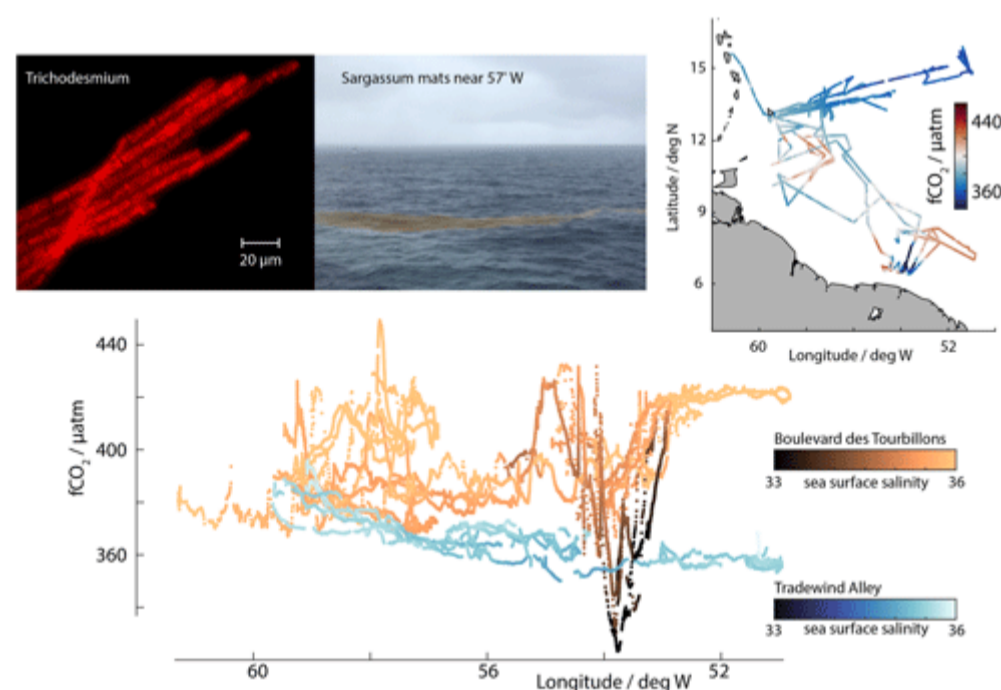 Trichodesmium
Sargassum mats near 57° W
20 μm
15
12
9
6
Latitude / deg N
60
52
Longitude / deg W
fCO₂ / μatm
440
360
440
400
360
fCO₂ / μatm
60
56
52
Longitude / deg W
Boulevard des Tourbillons
33
sea surface salinity
36
Tradewind Alley
33
sea surface salinity
36